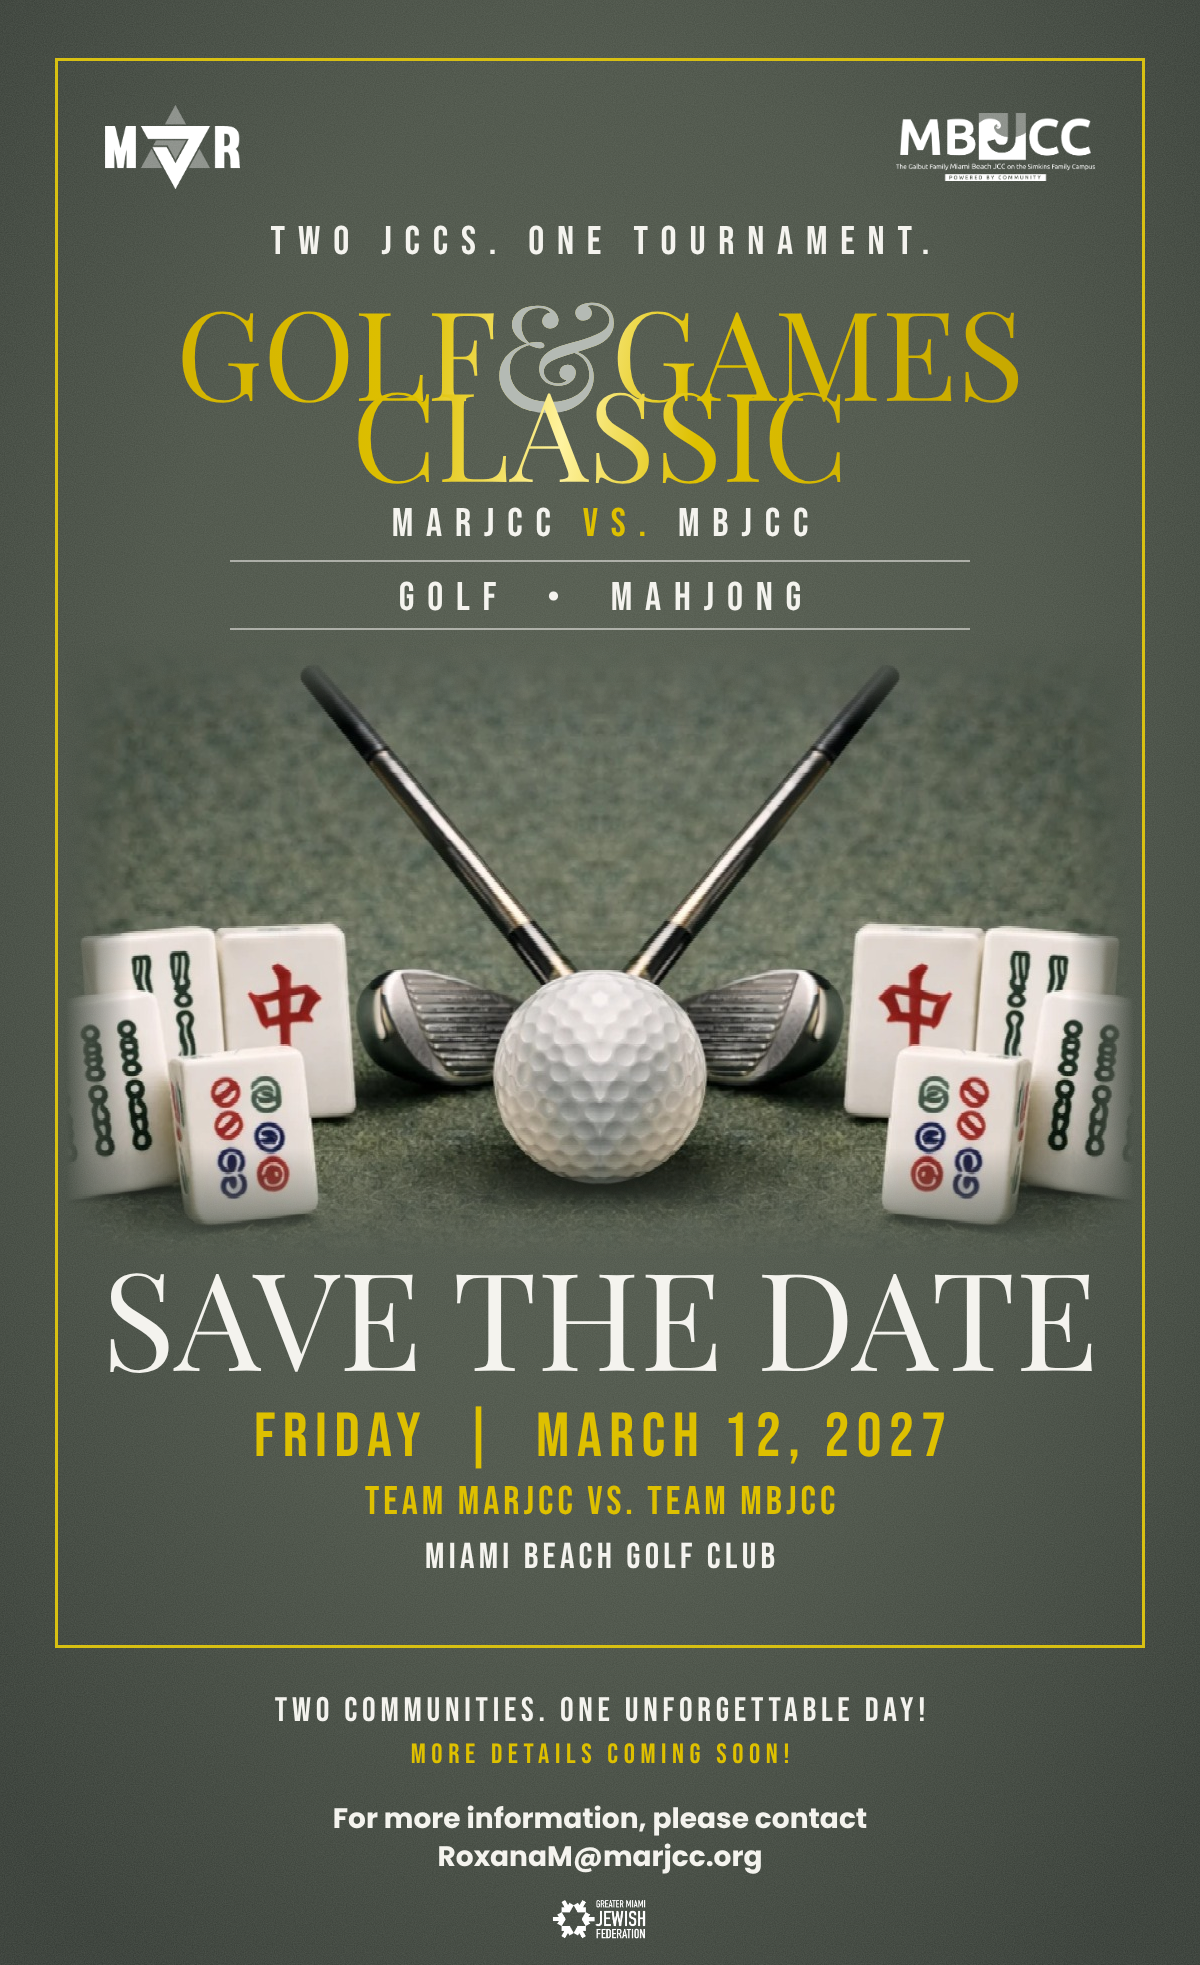 MAR
MBJCC
The Galbut Family Miami Beach JCC on the Simkins Family Campus
POWERED BY COMMUNITY
TWO JCCS. ONE TOURNAMENT.
GOLF & GAMES
CLASSIC
MARJCC VS. MBJCC
GOLF • MAHJONG
中 中
SAVE THE DATE
FRIDAY | MARCH 12, 2027
TEAM MARJCC VS. TEAM MBJCC
MIAMI BEACH GOLF CLUB
TWO COMMUNITIES. ONE UNFORGETTABLE DAY!
MORE DETAILS COMING SOON!
For more information, please contact
RoxanaM@marjcc.org
GREATER MIAMI
JEWISH
FEDERATION